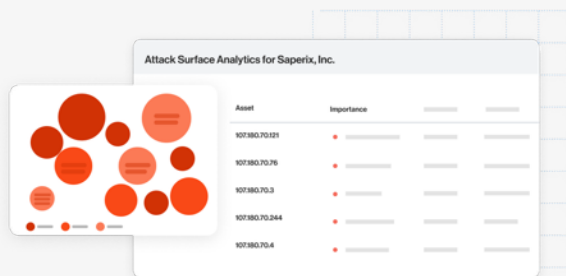 Attack Surface Analytics for Saperix, Inc.
Asset Importance
107.180.70.121
107.180.70.76
107.180.70.3
107.180.70.244
107.180.70.4